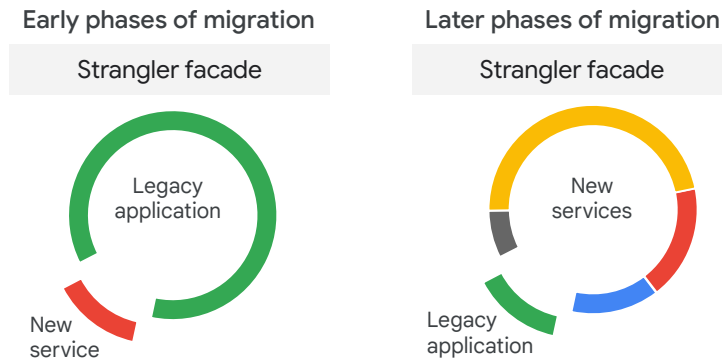 Early phases of migration
Strangler facade
Legacy
application
New
service
Later phases of migration
Strangler facade
New
services
Legacy
application